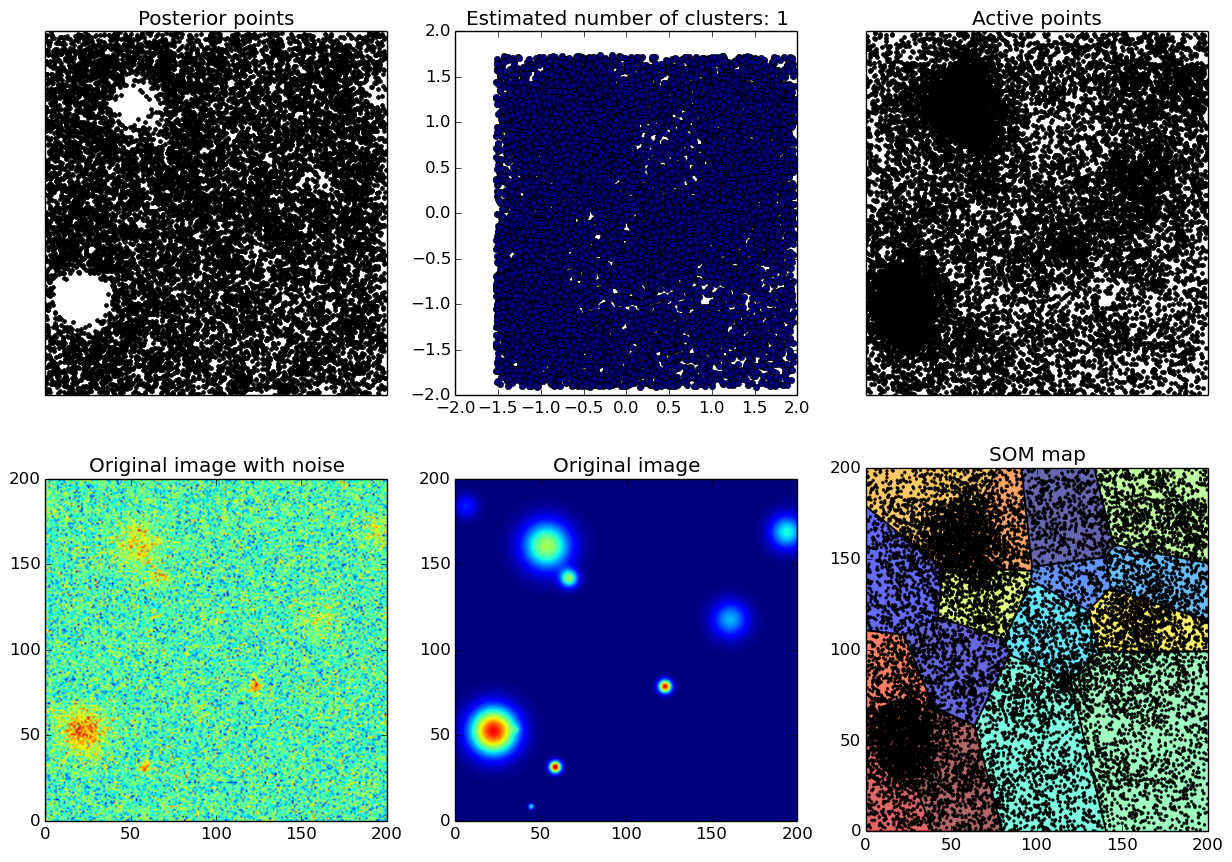 Posterior points
Estimated number of clusters: 1
Active points
2.0
1.5
1.0
0.5
0.0
−0.5
−1.0
−1.5
−2.0
−2.0 −1.5 −1.0 −0.5 0.0 0.5 1.0 1.5 2.0
Original image with noise
Original image
SOM map
200
150
100
50
0
0 50 100 150 200
200
150
100
50
0
0 50 100 150 200
200
150
100
50
0
0 50 100 150 200